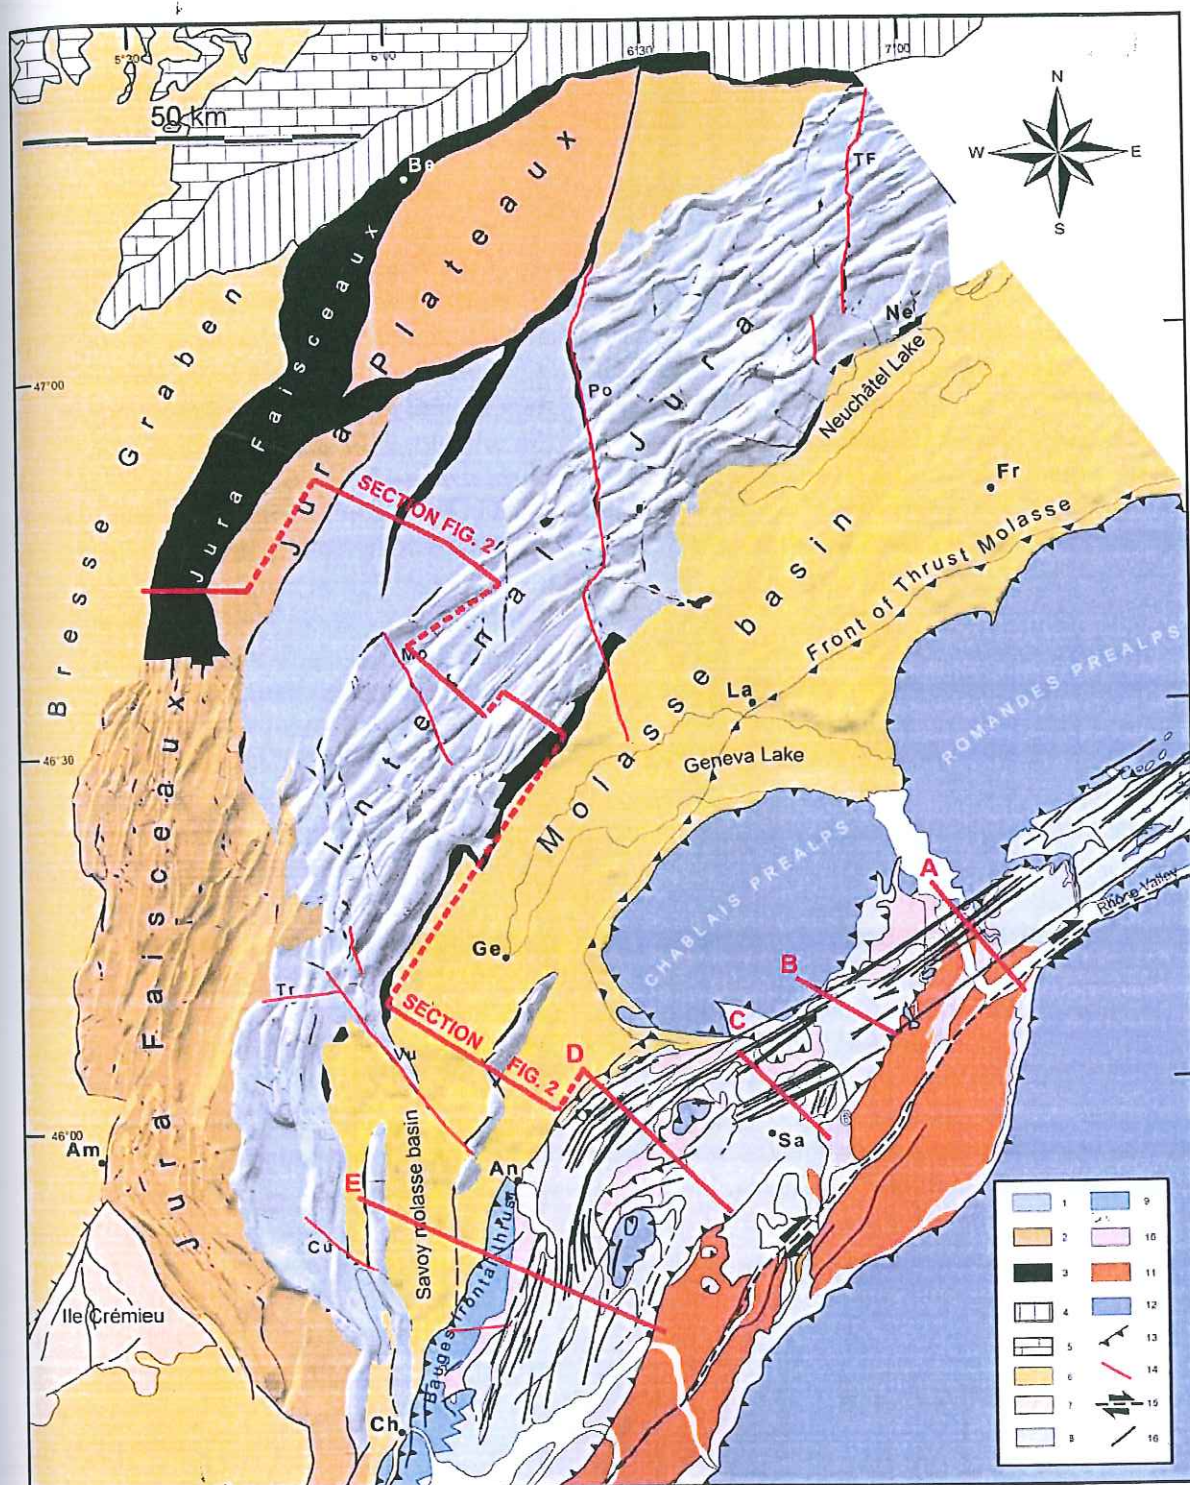 5°30
6°00
6°30
7°00
50 km
N
W
E
S
Be
TF
Jura Plateaux
Bresse Graben
Jura Faisceaux
Ne
Neuchâtel Lake
47°00
Po
Internal Jura
Fr
SECTION FIG. 2
Front of Thrust Molasse
Molasse basin
ROMANDES PREALPS
Mo
La
Geneva Lake
46°30
Jura Faisceaux
CHABLAIS PREALPS
A
Rhône Valley
Ge
B
Tr
SECTION FIG. 2
C
Vu
D
46°00
Am
Sa
An
E
Savoy molasse basin
Bauges frontal thrust
Cu
Ile Crémieu
Ch
1
2
3
4
5
6
7
8
9
10
11
12
13
14
15
16